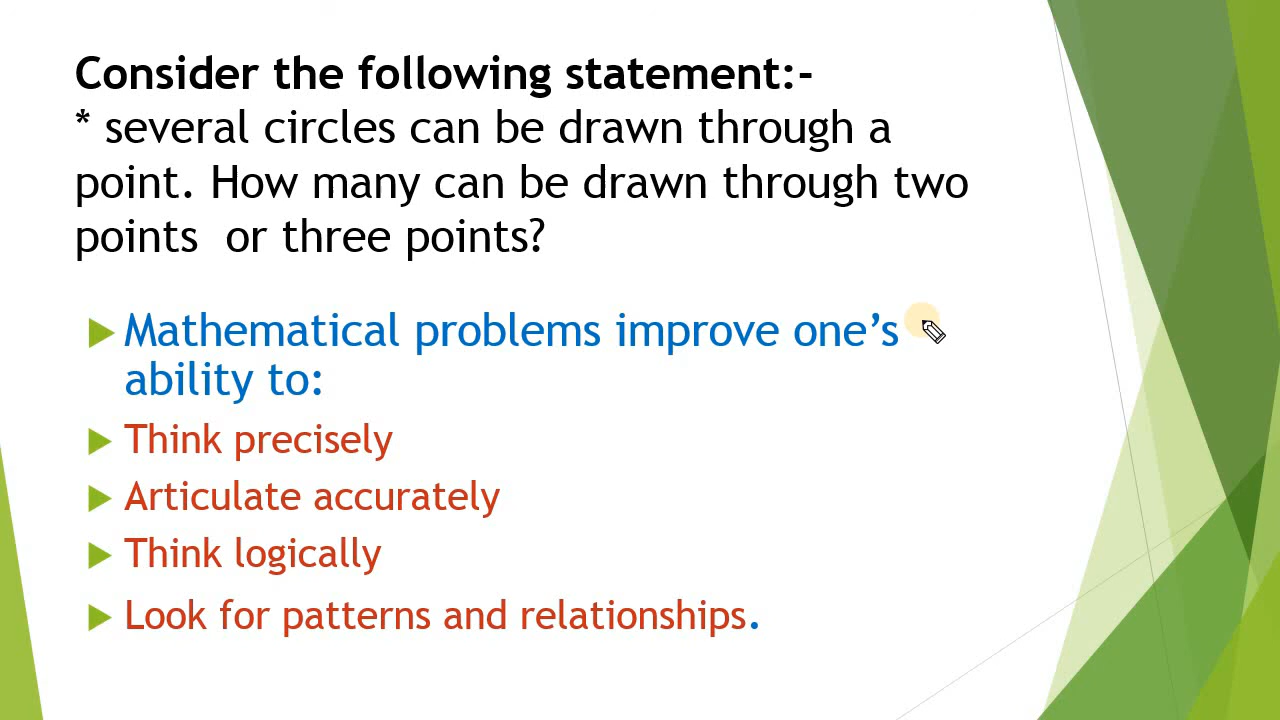 Consider the following statement:-
* several circles can be drawn through a
point. How many can be drawn through two
points  or three points?
Mathematical problems improve one’s
ability to:
Think precisely
Articulate accurately
Think logically
Look for patterns and relationships.